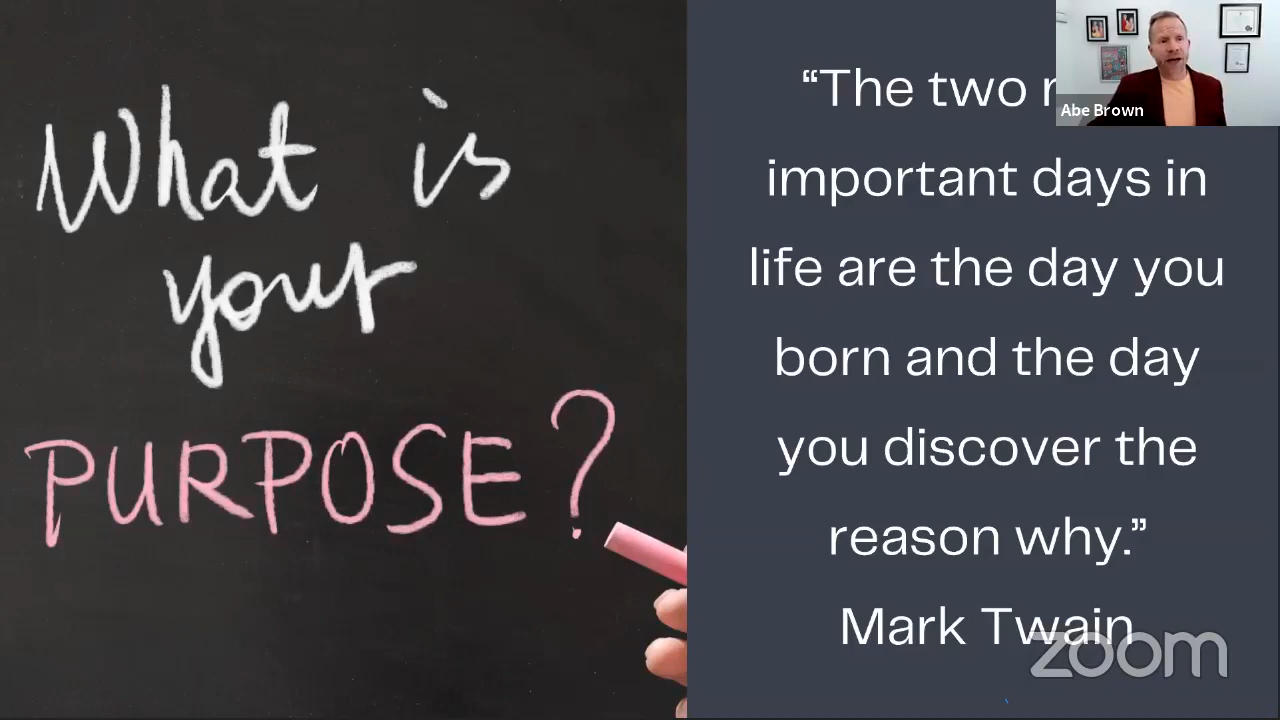 What is
your
PURPOSE?
“The two
important days in
life are the day you
born and the day
you discover the
reason why.”
Mark Twain
Abe Brown
zoom